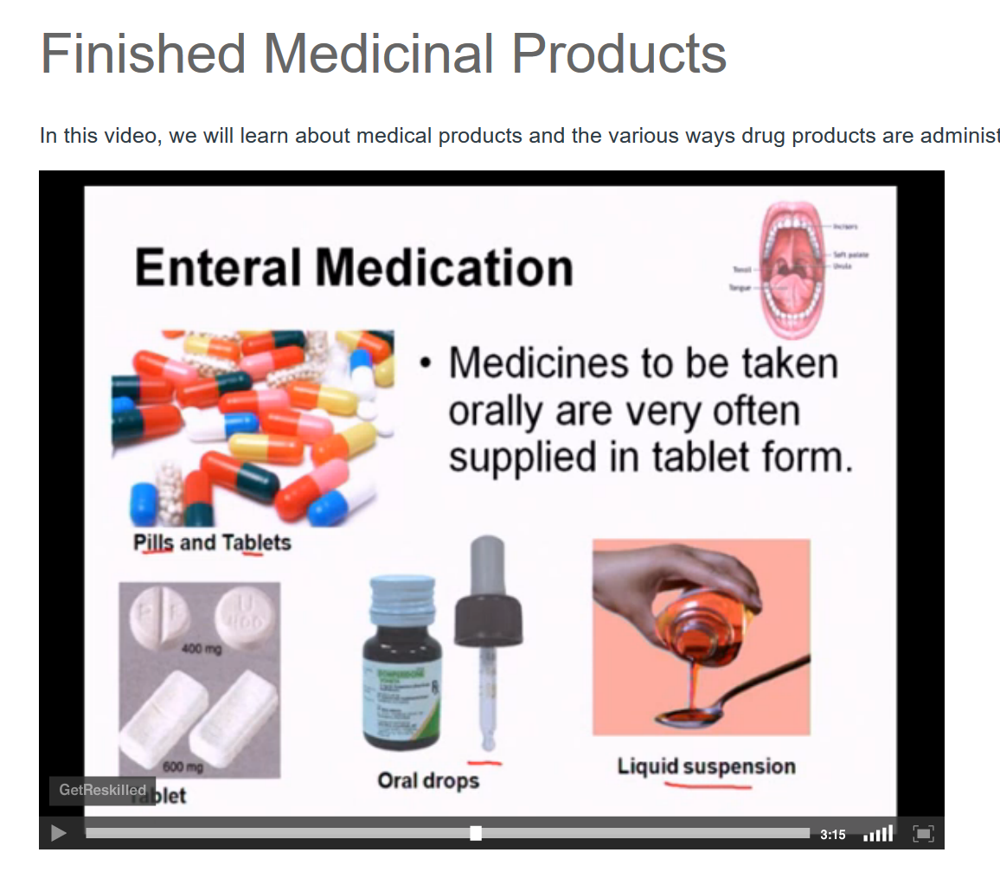 Finished Medicinal Products
In this video, we will learn about medical products and the various ways drug products are administ
Enteral Medication
Incisors
Soft palate
Uvula
Tonsil
Tongue
• Medicines to be taken
orally are very often
supplied in tablet form.
Pills and Tablets
400 mg
600 mg
Tablet
DOMPERIDONE
Oral drops
Liquid suspension
GetReskilled
3:15